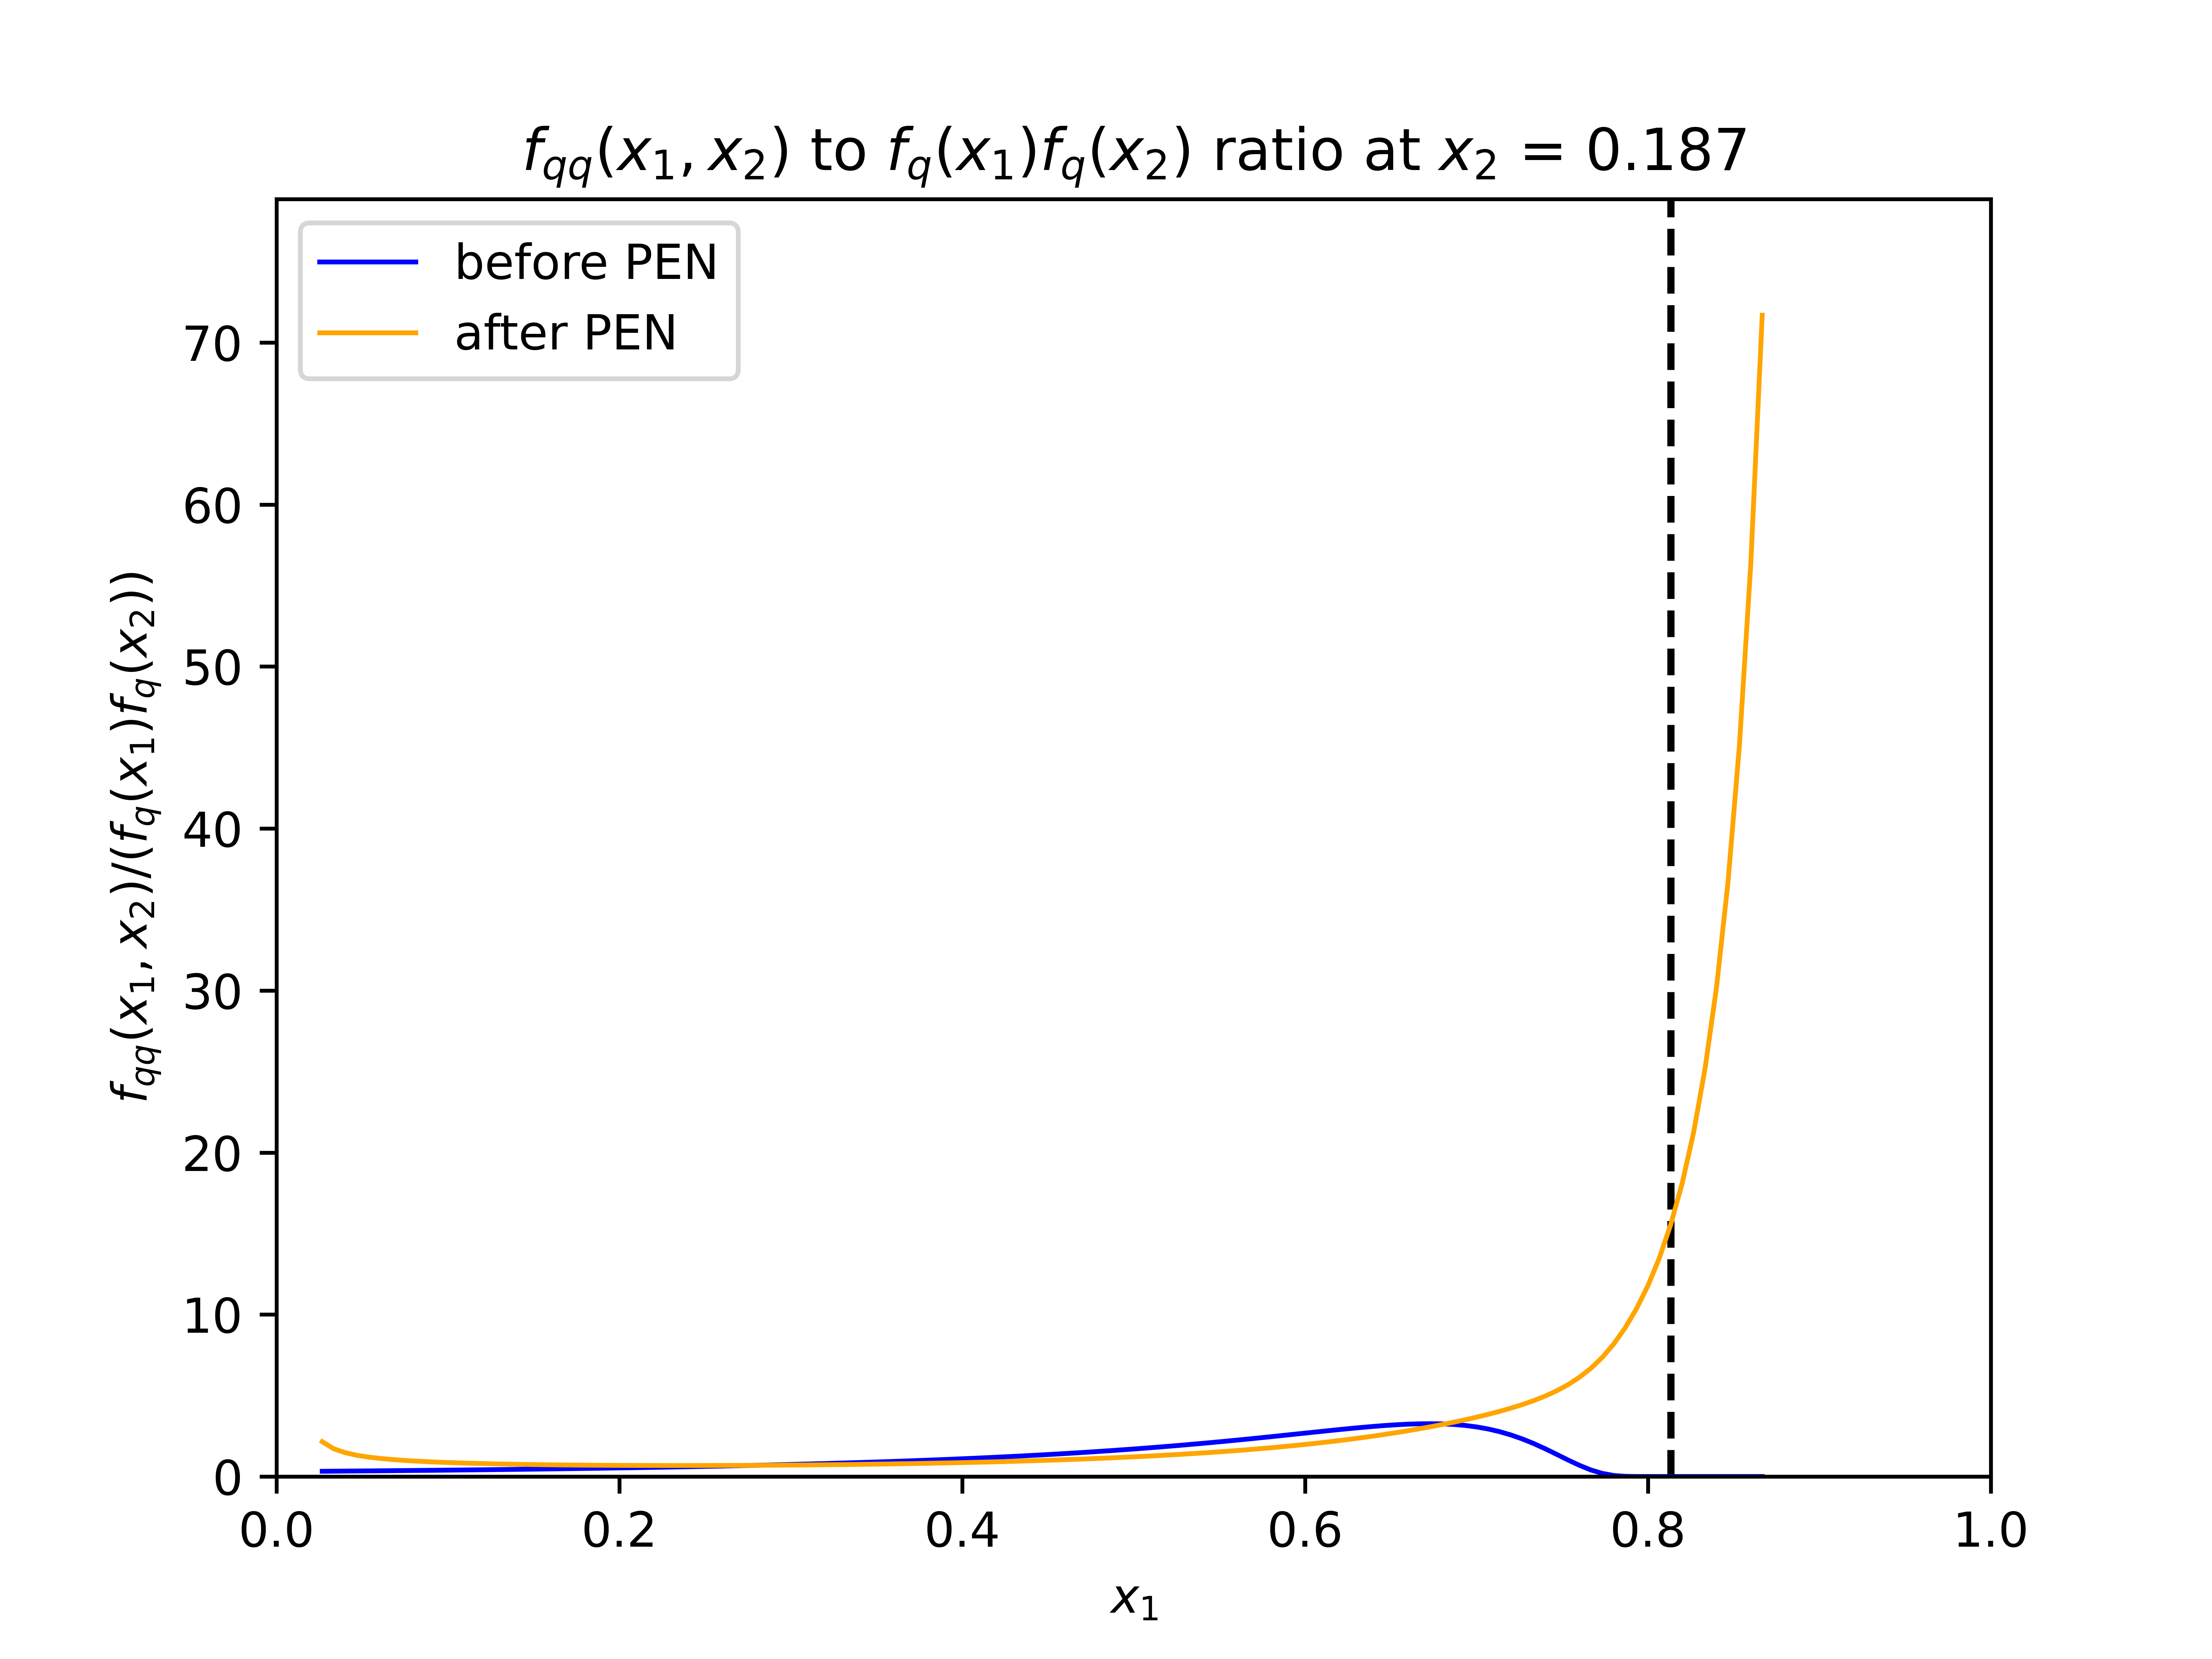 f_qq(x_1, x_2) to f_q(x_1)f_q(x_2) ratio at x_2 = 0.187
before PEN
after PEN
f_qq(x_1, x_2)/(f_q(x_1)f_q(x_2))
70
60
50
40
30
20
10
0
0.0 0.2 0.4 0.6 0.8 1.0
x_1